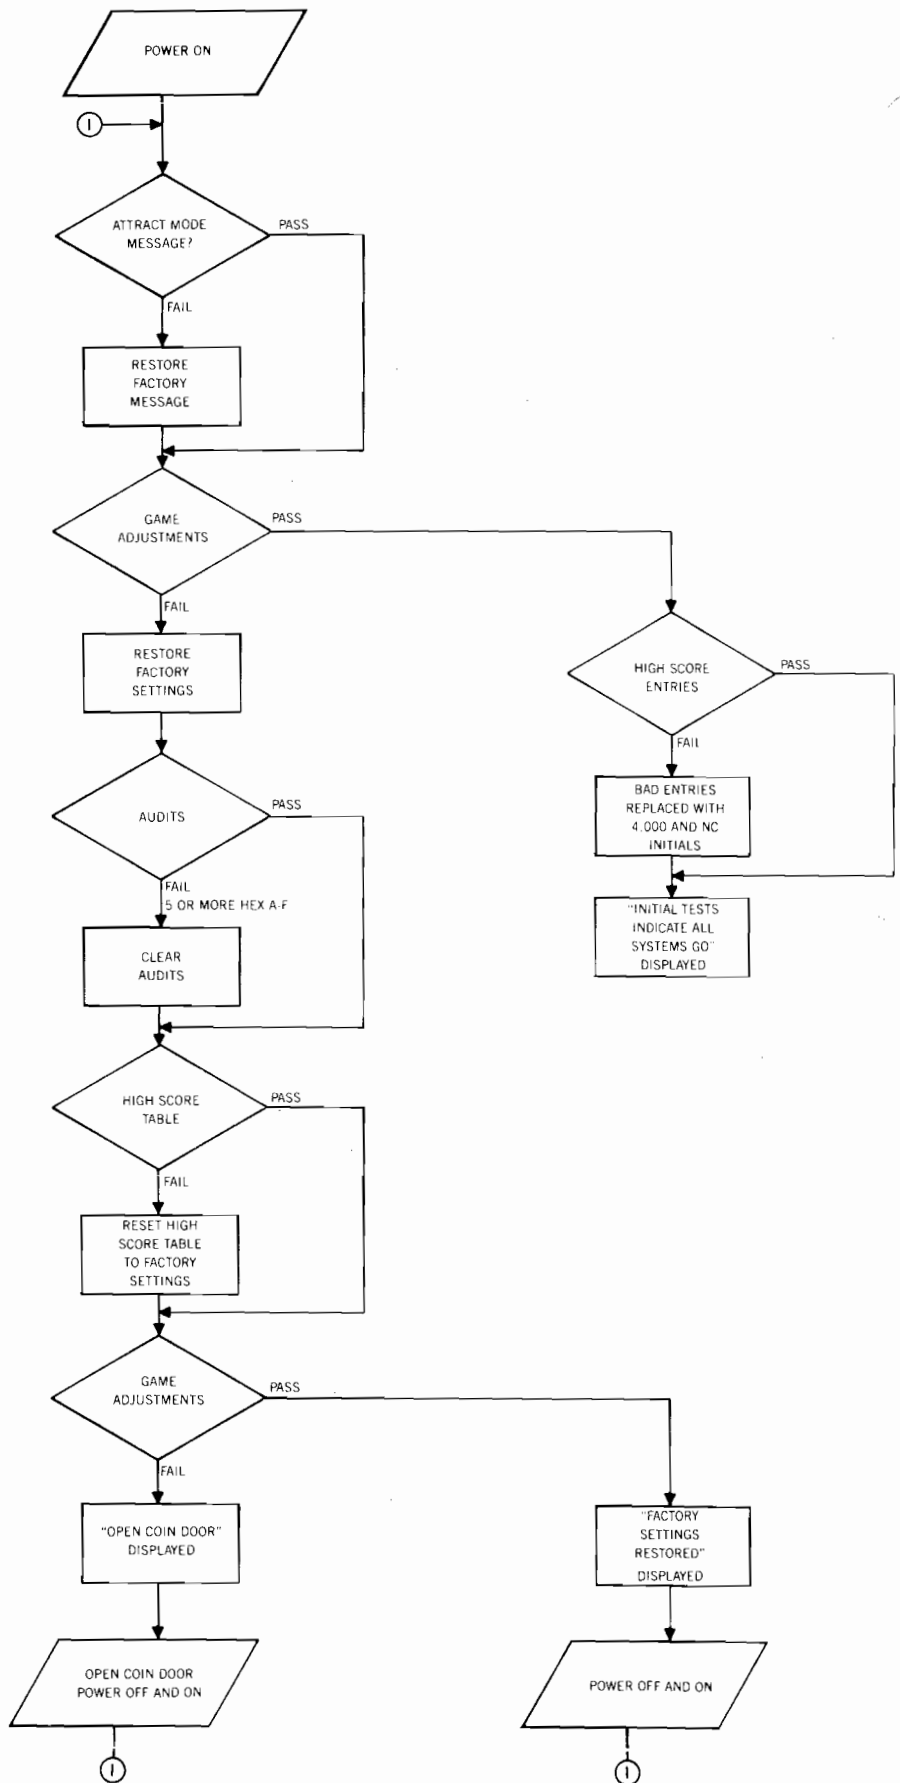 POWER ON
1
ATTRACT MODE
MESSAGE?
PASS
FAIL
RESTORE
FACTORY
MESSAGE
GAME
ADJUSTMENTS
PASS
FAIL
RESTORE
FACTORY
SETTINGS
HIGH SCORE
ENTRIES
PASS
FAIL
BAD ENTRIES
REPLACED WITH
4,000 AND NC
INITIALS
"INITIAL TESTS
INDICATE ALL
SYSTEMS GO"
DISPLAYED
AUDITS
PASS
FAIL
5 OR MORE HEX A-F
CLEAR
AUDITS
HIGH SCORE
TABLE
PASS
FAIL
RESET HIGH
SCORE TABLE
TO FACTORY
SETTINGS
GAME
ADJUSTMENTS
PASS
FAIL
"OPEN COIN DOOR"
DISPLAYED
"FACTORY
SETTINGS
RESTORED"
DISPLAYED
OPEN COIN DOOR
POWER OFF AND ON
POWER OFF AND ON
1
1